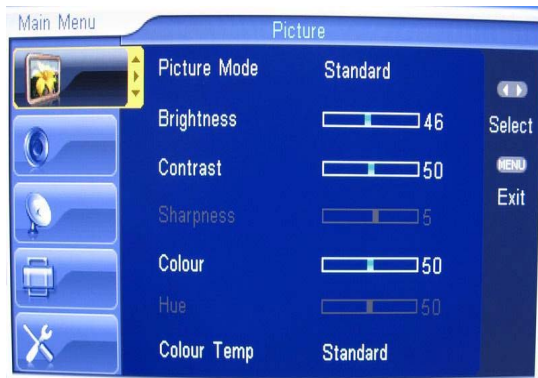 Main Menu
Picture
Picture Mode Standard
Brightness 46
Contrast 50
Sharpness 5
Colour 50
Hue 50
Colour Temp Standard
Select
MENU
Exit